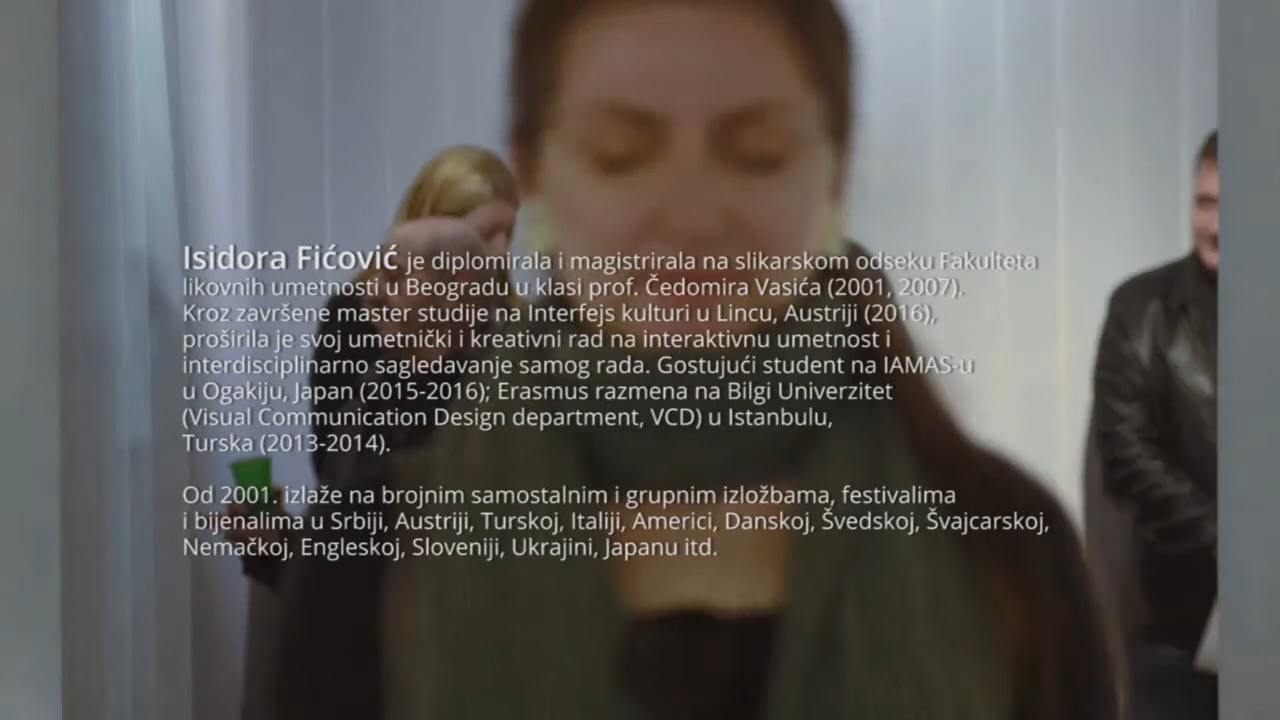 Isidora Fićović je diplomirala i magistrirala na slikarskom odseku Fakulteta
likovnih umetnosti u Beogradu u klasi prof. Čedomira Vasića (2001, 2007).
Kroz završene master studije na Interfejs kulturi u Lincu, Austriji (2016),
proširila je svoj umetnički i kreativni rad na interaktivnu umetnost i
interdisciplinarno sagledavanje samog rada. Gostujući student na IAMAS-u
u Ogakiju, Japan (2015-2016); Erasmus razmena na Bilgi Univerzitet
(Visual Communication Design department, VCD) u Istanbulu,
Turska (2013-2014).
Od 2001. izlaže na brojnim samostalnim i grupnim izložbama, festivalima
i bijenalima u Srbiji, Austriji, Turskoj, Italiji, Americi, Danskoj, Švedskoj, Švajcarskoj,
Nemačkoj, Engleskoj, Sloveniji, Ukrajini, Japanu itd.